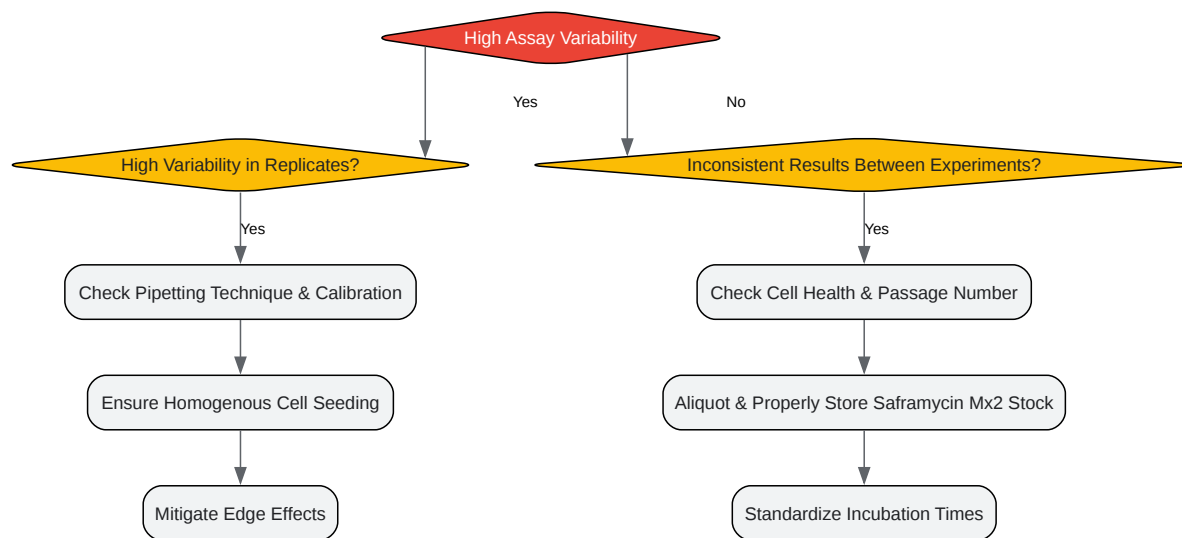 High Assay Variability
Yes
No
High Variability in Replicates?
Inconsistent Results Between Experiments?
Yes
Yes
Check Pipetting Technique & Calibration
Check Cell Health & Passage Number
Ensure Homogenous Cell Seeding
Aliquot & Properly Store Saframycin Mx2 Stock
Mitigate Edge Effects
Standardize Incubation Times